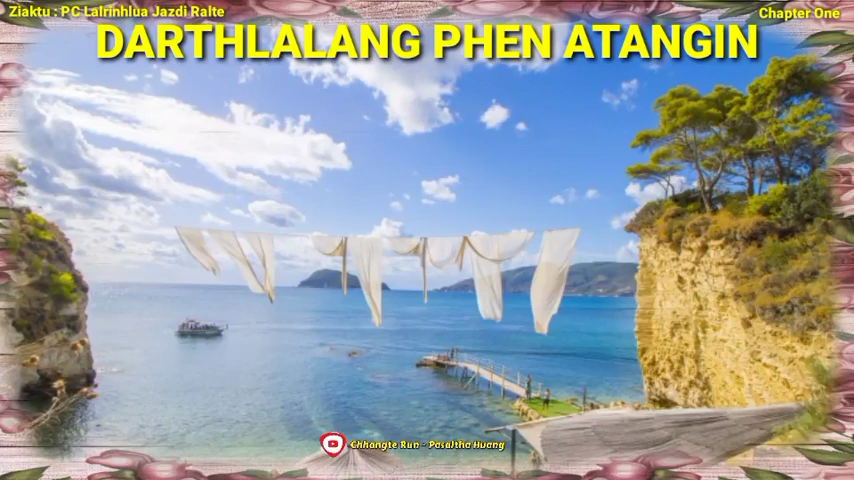 Ziaktu : PC Lalrinhlua Jazdi Ralte
Chapter One
DARTHLALANG PHEN ATANGIN
Chhangte Run - Pasaltha Huang